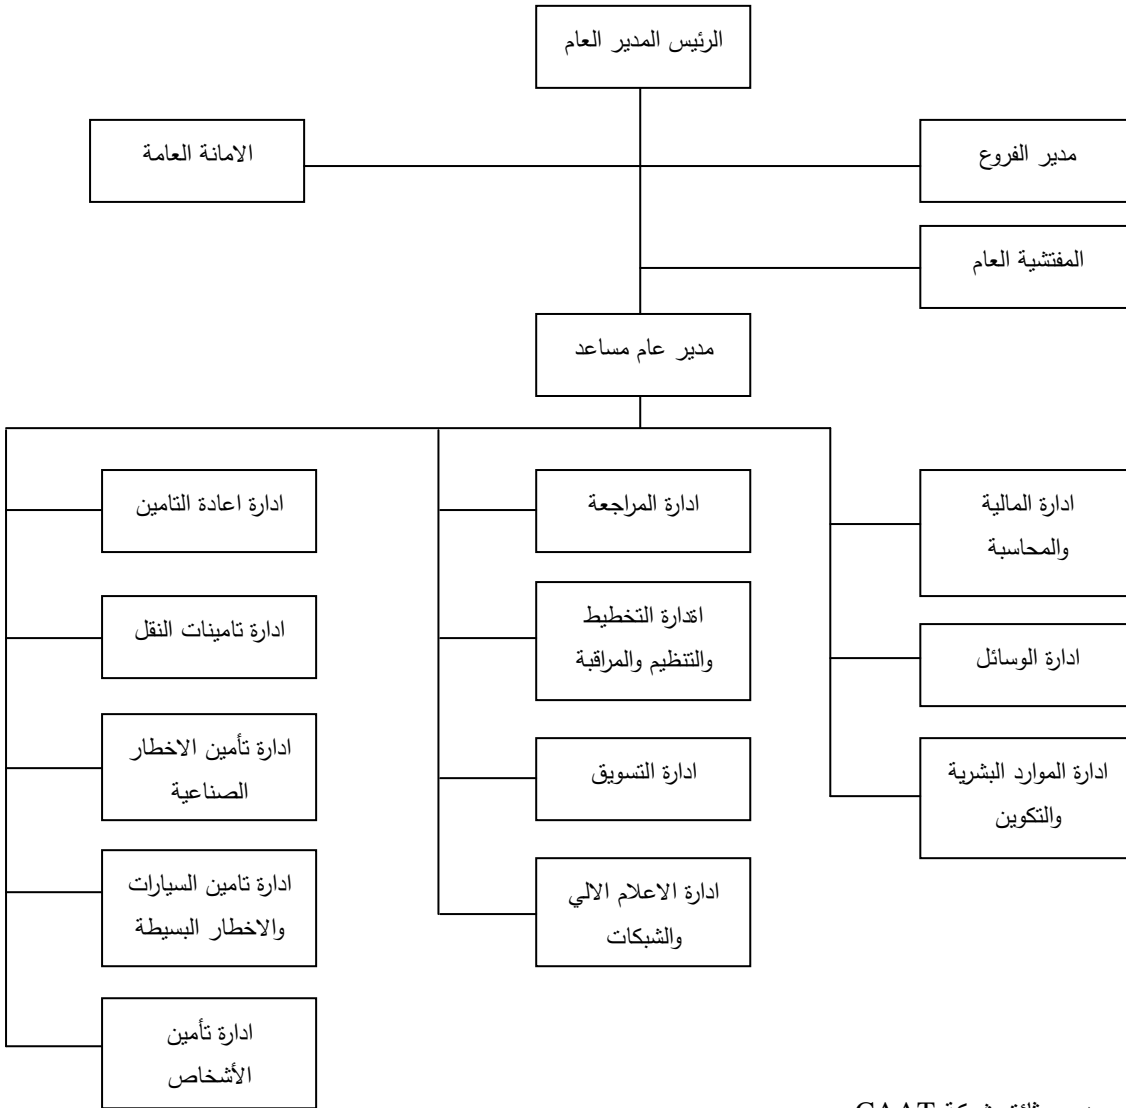 الرئيس المدير العام
مدير الفروع
الامانة العامة
المفتشية العام
مدير عام مساعد
ادارة المالية
والمحاسبة
ادارة الوسائل
ادارة الموارد البشرية
والتكوين
ادارة المراجعة
اقدارة التخطيط
والتنظيم والمراقبة
ادارة التسويق
ادارة الاعلام الالي
والشبكات
ادارة اعادة التامين
ادارة تامينات النقل
ادارة تأمين الاخطار
الصناعية
ادارة تامين السيارات
والاخطار البسيطة
ادارة تأمين
الأشخاص
CAAT